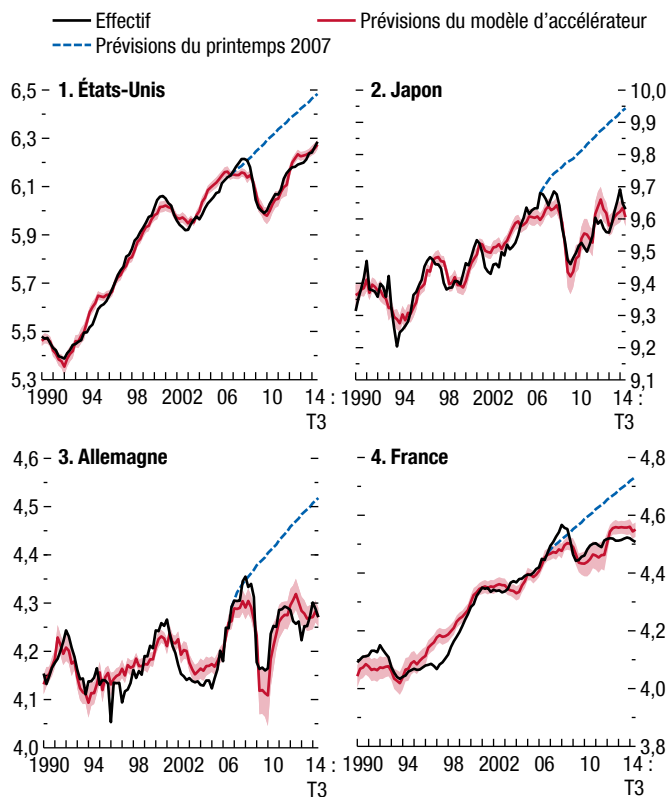 Effectif
Prévisions du modèle d’accélérateur
Prévisions du printemps 2007
1. États-Unis
6,5
6,3
6,1
5,9
5,7
5,5
5,3
1990 94 98 2002 06 10 14 :
T3
2. Japon
10,0
9,9
9,8
9,7
9,6
9,5
9,4
9,3
9,2
9,1
1990 94 98 2002 06 10 14 :
T3
3. Allemagne
4,6
4,5
4,4
4,3
4,2
4,1
4,0
1990 94 98 2002 06 10 14 :
T3
4. France
4,8
4,6
4,4
4,2
4,0
3,8
1990 94 98 2002 06 10 14 :
T3